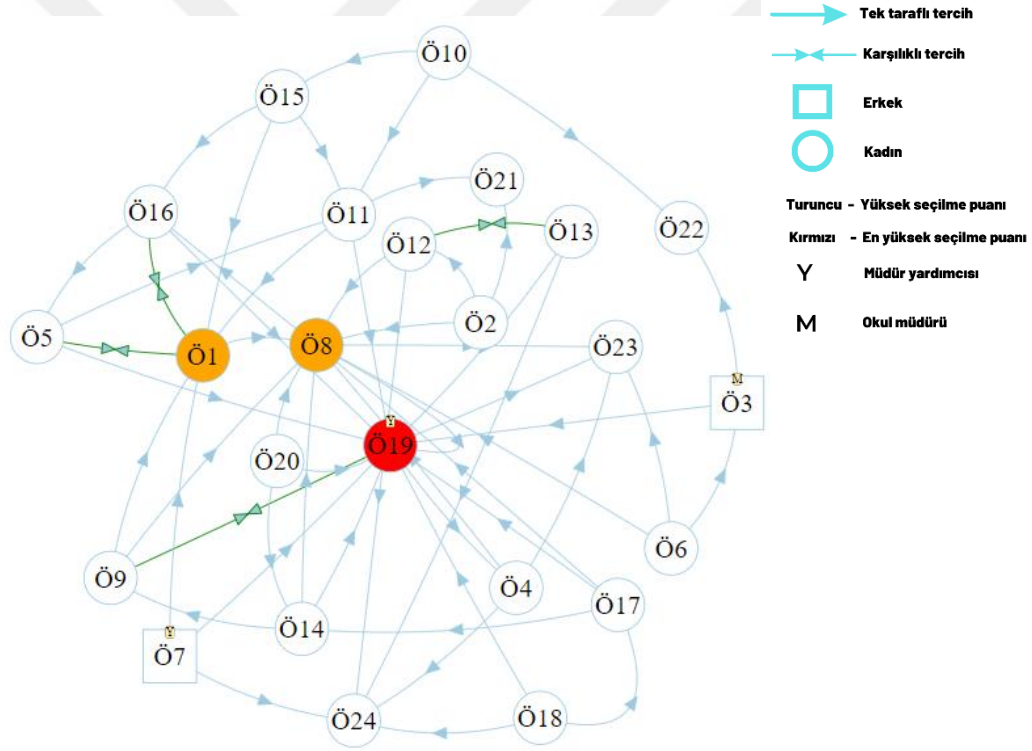 Tek taraflı tercih
Karşılıklı tercih
Erkek
Kadın
Turuncu - Yüksek seçilme puanı
Kırmızı - En yüksek seçilme puanı
Y Müdür yardımcısı
M Okul müdürü
Ö10
Ö15
Ö21
Ö16
Ö11
Ö12
Ö13
Ö22
Ö5
Ö1
Ö8
Ö2
Ö23
M
Ö3
Y
Ö19
Ö20
Ö9
Ö4
Ö6
Ö14
Ö17
Y
Ö7
Ö24
Ö18